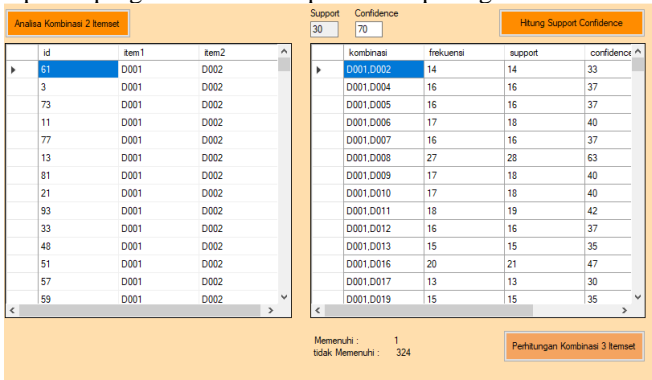 Analisa Kombinasi 2 itemset
Support Confidence
30 70
Hitung Support Confidence
id item1 item2
61 D001 D002
3 D001 D002
73 D001 D002
11 D001 D002
77 D001 D002
13 D001 D002
81 D001 D002
21 D001 D002
93 D001 D002
33 D001 D002
48 D001 D002
51 D001 D002
57 D001 D002
59 D001 D002
kombinasi frekuensi support confidence
D001,D002 14 14 33
D001,D004 16 16 37
D001,D005 16 16 37
D001,D006 17 18 40
D001,D007 16 16 37
D001,D008 27 28 63
D001,D009 17 18 40
D001,D010 17 18 40
D001,D011 18 19 42
D001,D012 16 16 37
D001,D013 15 15 35
D001,D016 20 21 47
D001,D017 13 13 30
D001,D019 15 15 35
Memenuhi : 1
tidak Memenuhi : 324
Perhitungan Kombinasi 3 Itemset